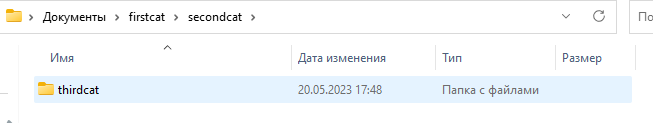 Документы > firstcat > secondcat >
По
Имя Дата изменения Тип Размер
thirdcat 20.05.2023 17:48 Папка с файлами